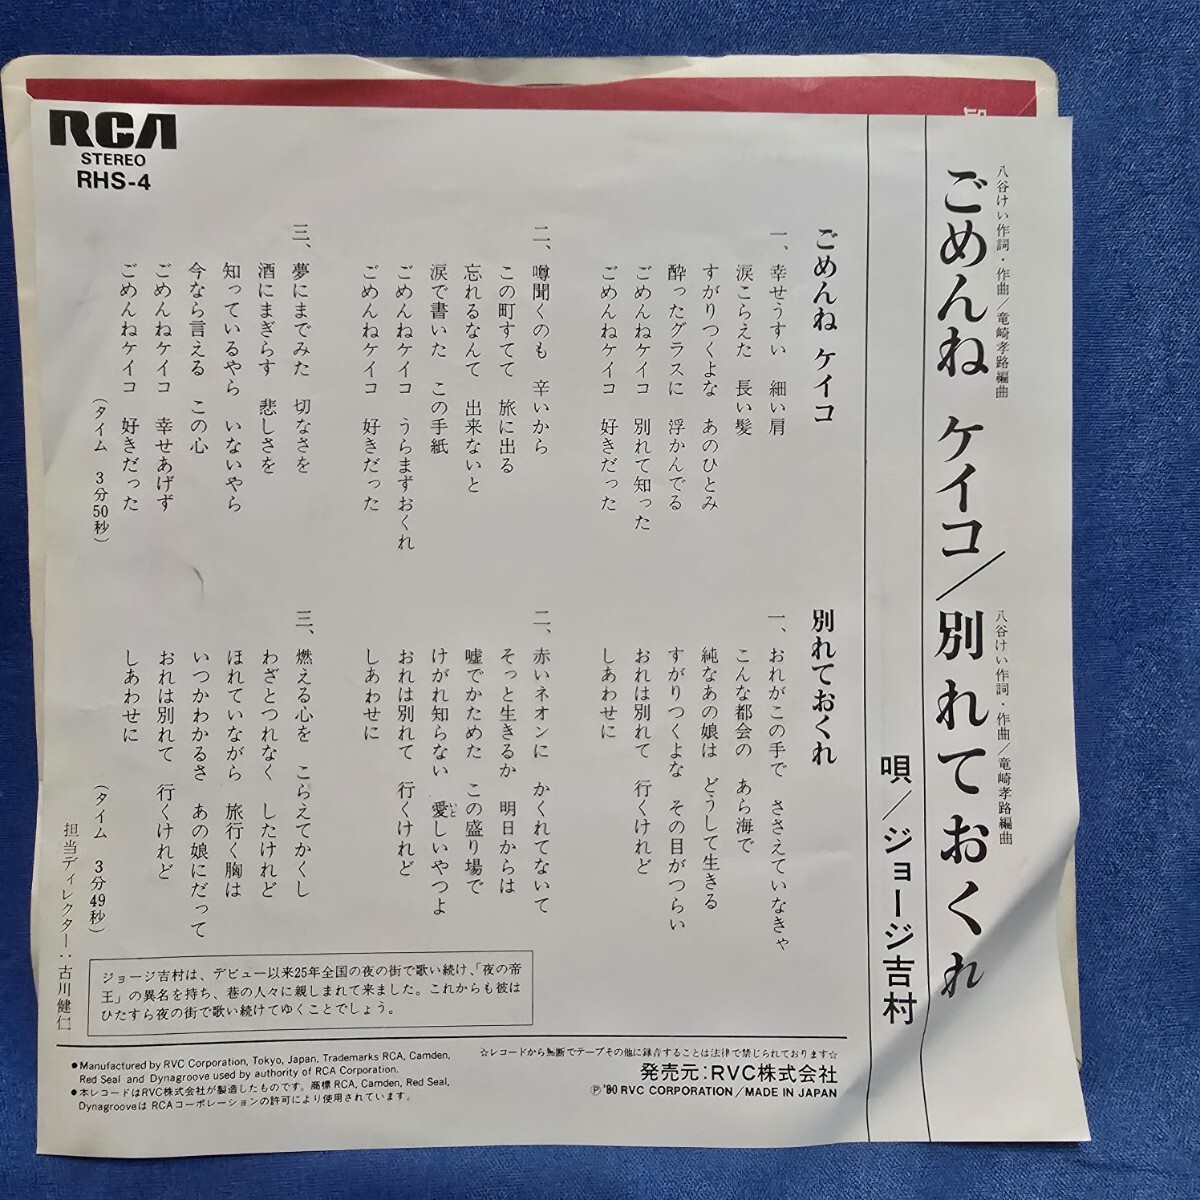 八谷けい作詞・作曲/竜崎孝路編曲
ごめんね ケイコ/別れておくれ
八谷けい作詞・作曲/竜崎孝路編曲
唄/ジョージ吉村
RCA
STEREO
RHS-4
ごめんね ケイコ
一、幸せうすい 細い肩
涙こらえた 長い髪
すがりつくよな あのひとみ
酔ったグラスに 浮かんでる
ごめんねケイコ 別れて知った
ごめんねケイコ 好きだった
二、噂聞くのも 辛いから
この町すてて 旅に出る
忘れるなんて 出来ないと
涙で書いた この手紙
ごめんねケイコ うらまずおくれ
ごめんねケイコ 好きだった
三、夢にまでみた 切なさを
酒にまぎらす 悲しさを
知っているやら いないやら
今なら言える この心
ごめんねケイコ 幸せあげず
ごめんねケイコ 好きだった
(タイム 3分50秒)
別れておくれ
一、おれがこの手で ささえていなきゃ
こんな都会の あら海で
純なあの娘は どうして生きる
すがりつくよな その目がつらい
おれは別れて 行くけれど
しあわせに
二、赤いネオンに かくれてないて
そっと生きるか 明日からは
嘘でかためた この盛り場で
けがれ知らない 愛しいやつよ
いと
おれは別れて 行くけれど
しあわせに
三、燃える心を こらえてかくし
わざとつれなく したけれど
ほれていながら 旅行く胸は
いつかわかるさ あの娘にだって
おれは別れて 行くけれど
しあわせに
(タイム 3分49秒)
担当ディレクター:古川健仁
ジョージ吉村は、デビュー以来25年全国の夜の街で歌い続け、「夜の帝
王」の異名を持ち、巷の人々に親しまれて来ました。これからも彼は
ひたすら夜の街で歌い続けてゆくことでしょう。
●Manufactured by RVC Corporation, Tokyo, Japan, Trademarks RCA, Camden,
Red Seal and Dynagroove used by authority of RCA Corporation.
●本レコードはRVC株式会社が製造したものです。商標 RCA, Camden, Red Seal,
Dynagrooveは RCAコーポレーションの許可により使用されています。
☆レコードから無断でテープその他に録音することは法律で禁じられております☆
発売元:RVC株式会社
Ⓟ '80 RVC CORPORATION/MADE IN JAPAN